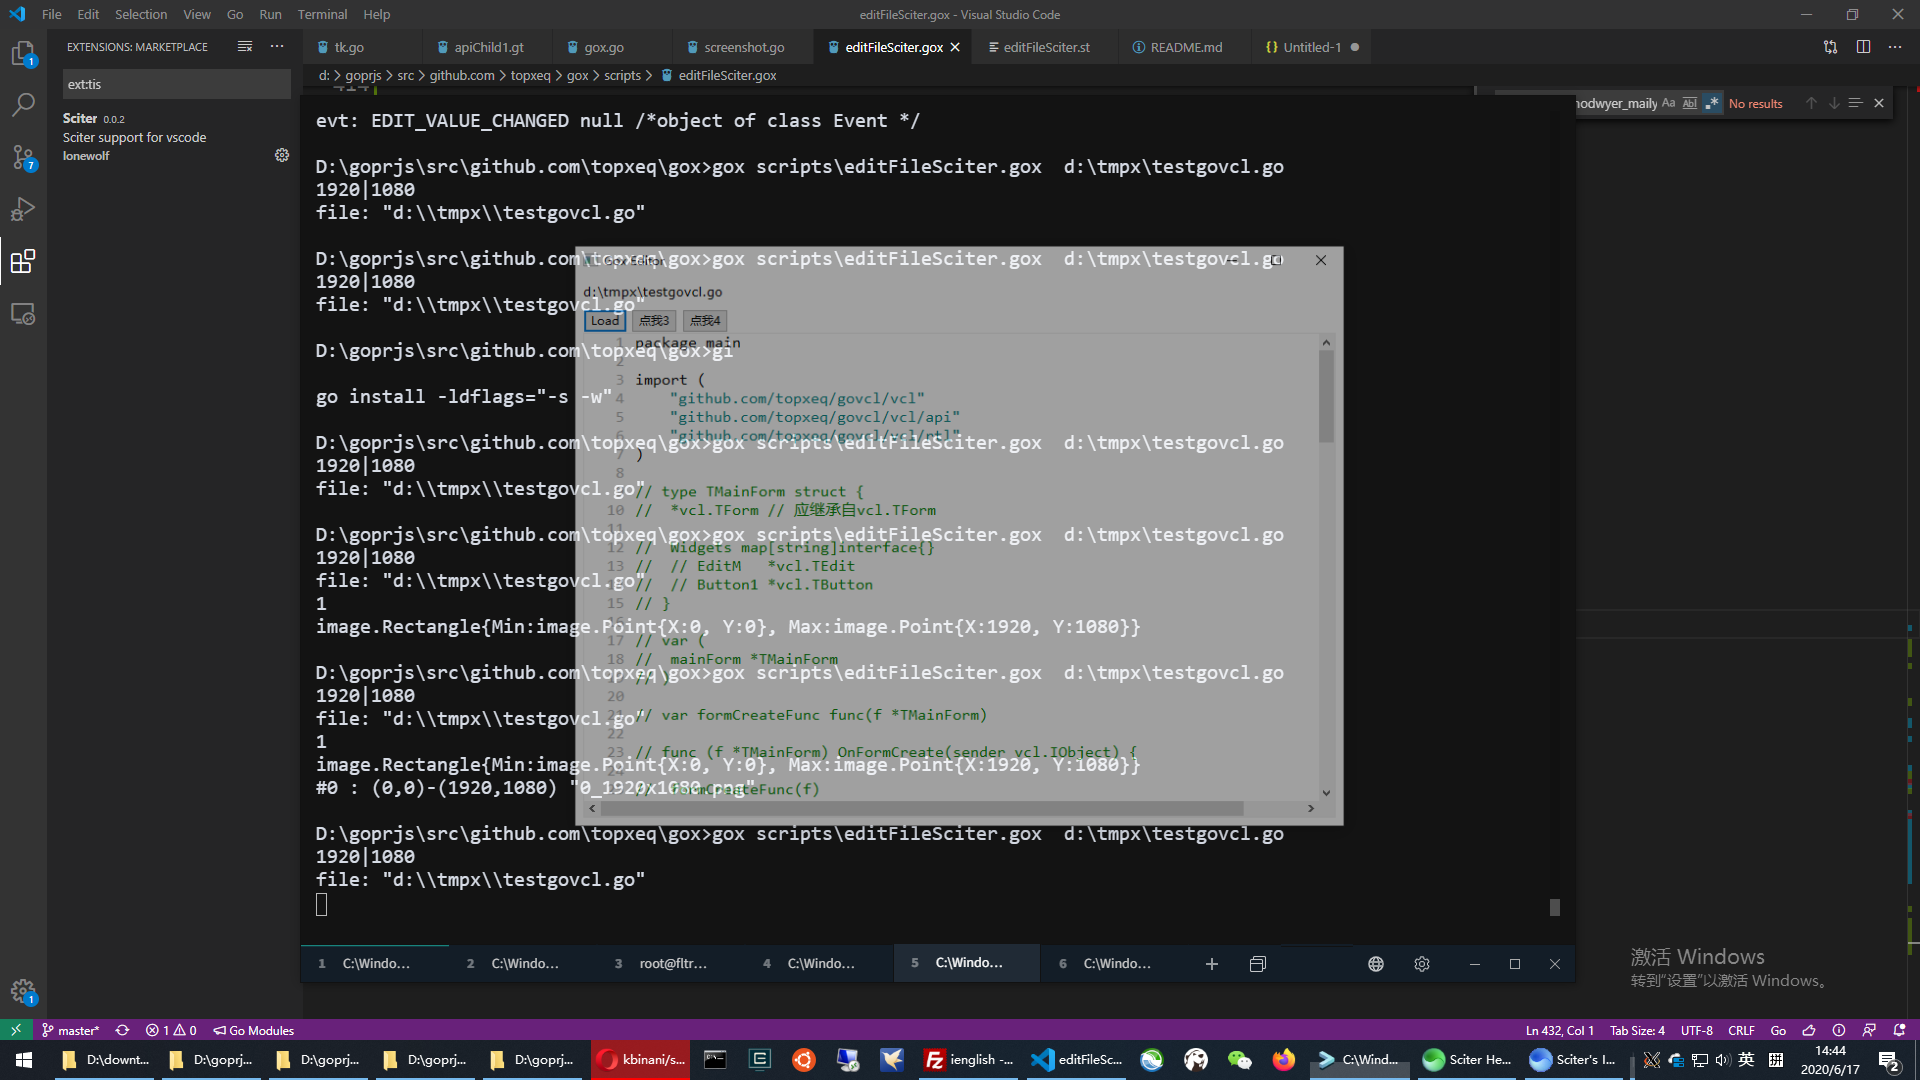 File Edit Selection View Go Run Terminal Help
editFileSciter.gox - Visual Studio Code
EXTENSIONS: MARKETPLACE
ext:tis
Sciter 0.0.2
Sciter support for vscode
lonewolf
1
7
1
tk.go apiChild1.gt gox.go screenshot.go editFileSciter.gox editFileSciter.st README.md Untitled-1
d: > goprjs > src > github.com > topxeq > gox > scripts > editFileSciter.gox
414
nodwyer_maily Aa Abl .* No results
evt: EDIT_VALUE_CHANGED null /*object of class Event */
D:\goprjs\src\github.com\topxeq\gox>gox scripts\editFileSciter.gox  d:\tmpx\testgovcl.go
1920|1080
file: "d:\\tmpx\\testgovcl.go"
D:\goprjs\src\github.com\topxeq\gox>gox scripts\editFileSciter.gox  d:\tmpx\testgovcl.go
1920|1080
file: "d:\\tmpx\\testgovcl.go"
D:\goprjs\src\github.com\topxeq\gox>gi
go install -ldflags="-s -w"
D:\goprjs\src\github.com\topxeq\gox>gox scripts\editFileSciter.gox  d:\tmpx\testgovcl.go
1920|1080
file: "d:\\tmpx\\testgovcl.go"
D:\goprjs\src\github.com\topxeq\gox>gox scripts\editFileSciter.gox  d:\tmpx\testgovcl.go
1920|1080
file: "d:\\tmpx\\testgovcl.go"
1
image.Rectangle{Min:image.Point{X:0, Y:0}, Max:image.Point{X:1920, Y:1080}}
D:\goprjs\src\github.com\topxeq\gox>gox scripts\editFileSciter.gox  d:\tmpx\testgovcl.go
1920|1080
file: "d:\\tmpx\\testgovcl.go"
1
image.Rectangle{Min:image.Point{X:0, Y:0}, Max:image.Point{X:1920, Y:1080}}
#0 : (0,0)-(1920,1080) "0_1920x1080.png"
D:\goprjs\src\github.com\topxeq\gox>gox scripts\editFileSciter.gox  d:\tmpx\testgovcl.go
1920|1080
file: "d:\\tmpx\\testgovcl.go"
Gox Editor
d:\tmpx\testgovcl.go
Load 点我3 点我4
1 package main
2
3 import (
4 "github.com/topxeq/govcl/vcl"
5 "github.com/topxeq/govcl/vcl/api"
6 "github.com/topxeq/govcl/vcl/rtl"
7 )
8
// type TMainForm struct {
10 //  *vcl.TForm // 应继承自vcl.TForm
11
12 //  Widgets map[string]interface{}
13 //  // EditM   *vcl.TEdit
//  // Button1 *vcl.TButton
15 // }
17 // var (
18 //  mainForm *TMainForm
// )
20
21 // var formCreateFunc func(f *TMainForm)
22
23 // func (f *TMainForm) OnFormCreate(sender vcl.IObject) {
24
formCreateFunc(f)
1 C:\Windo... 2 C:\Windo... 3 root@fltr... 4 C:\Windo... 5 C:\Windo... 6 C:\Windo...
激活 Windows
转到"设置"以激活 Windows。
master* 1 0 Go Modules
Ln 432, Col 1 Tab Size: 4 UTF-8 CRLF Go
D:\downt... D:\goprj... D:\goprj... D:\goprj... D:\goprj... kbinani/s... ienglish -... editFileSc... C:\Wind... Sciter He... Sciter's I... 英
14:44
2020/6/17
2